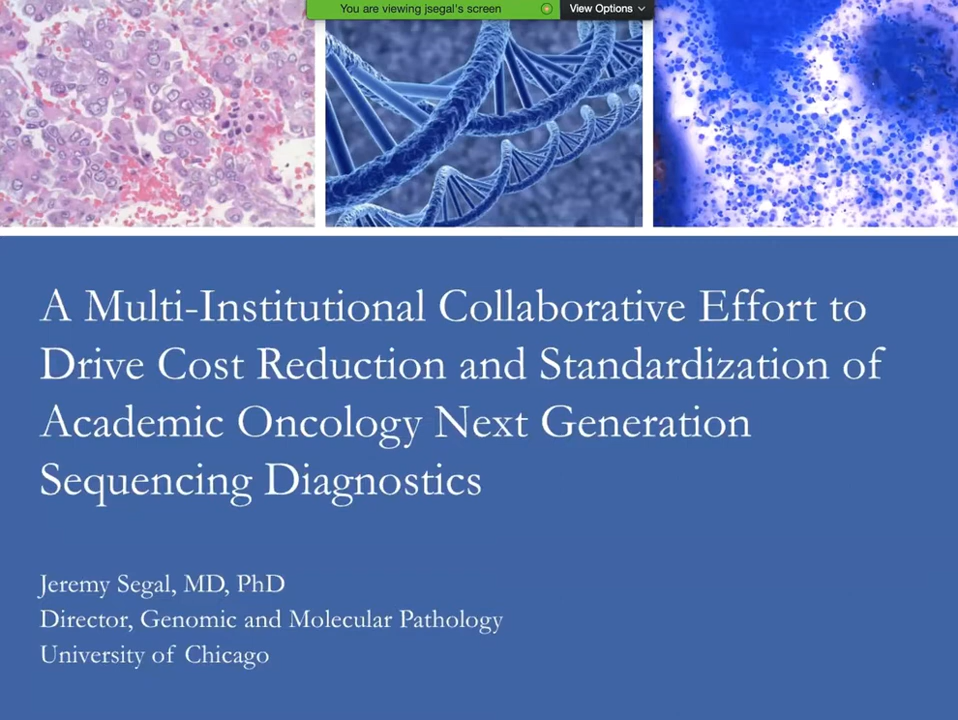 You are viewing jsegal's screen
View Options
A Multi-Institutional Collaborative Effort to
Drive Cost Reduction and Standardization of
Academic Oncology Next Generation
Sequencing Diagnostics
Jeremy Segal, MD, PhD
Director, Genomic and Molecular Pathology
University of Chicago